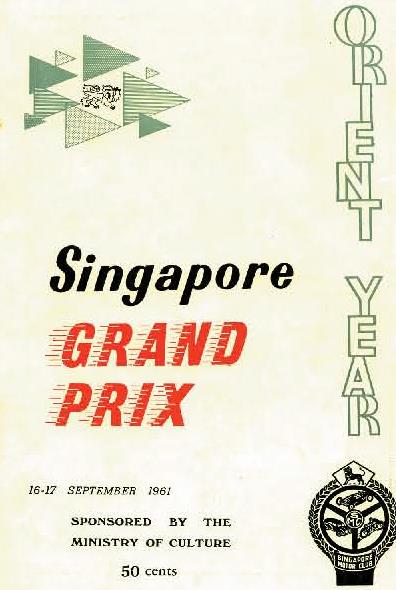 ORIENT YEAR
Singapore
GRAND
PRIX
16-17 SEPTEMBER 1961
SPONSORED BY THE
MINISTRY OF CULTURE
50 cents
SINGAPORE
MOTOR CLUB